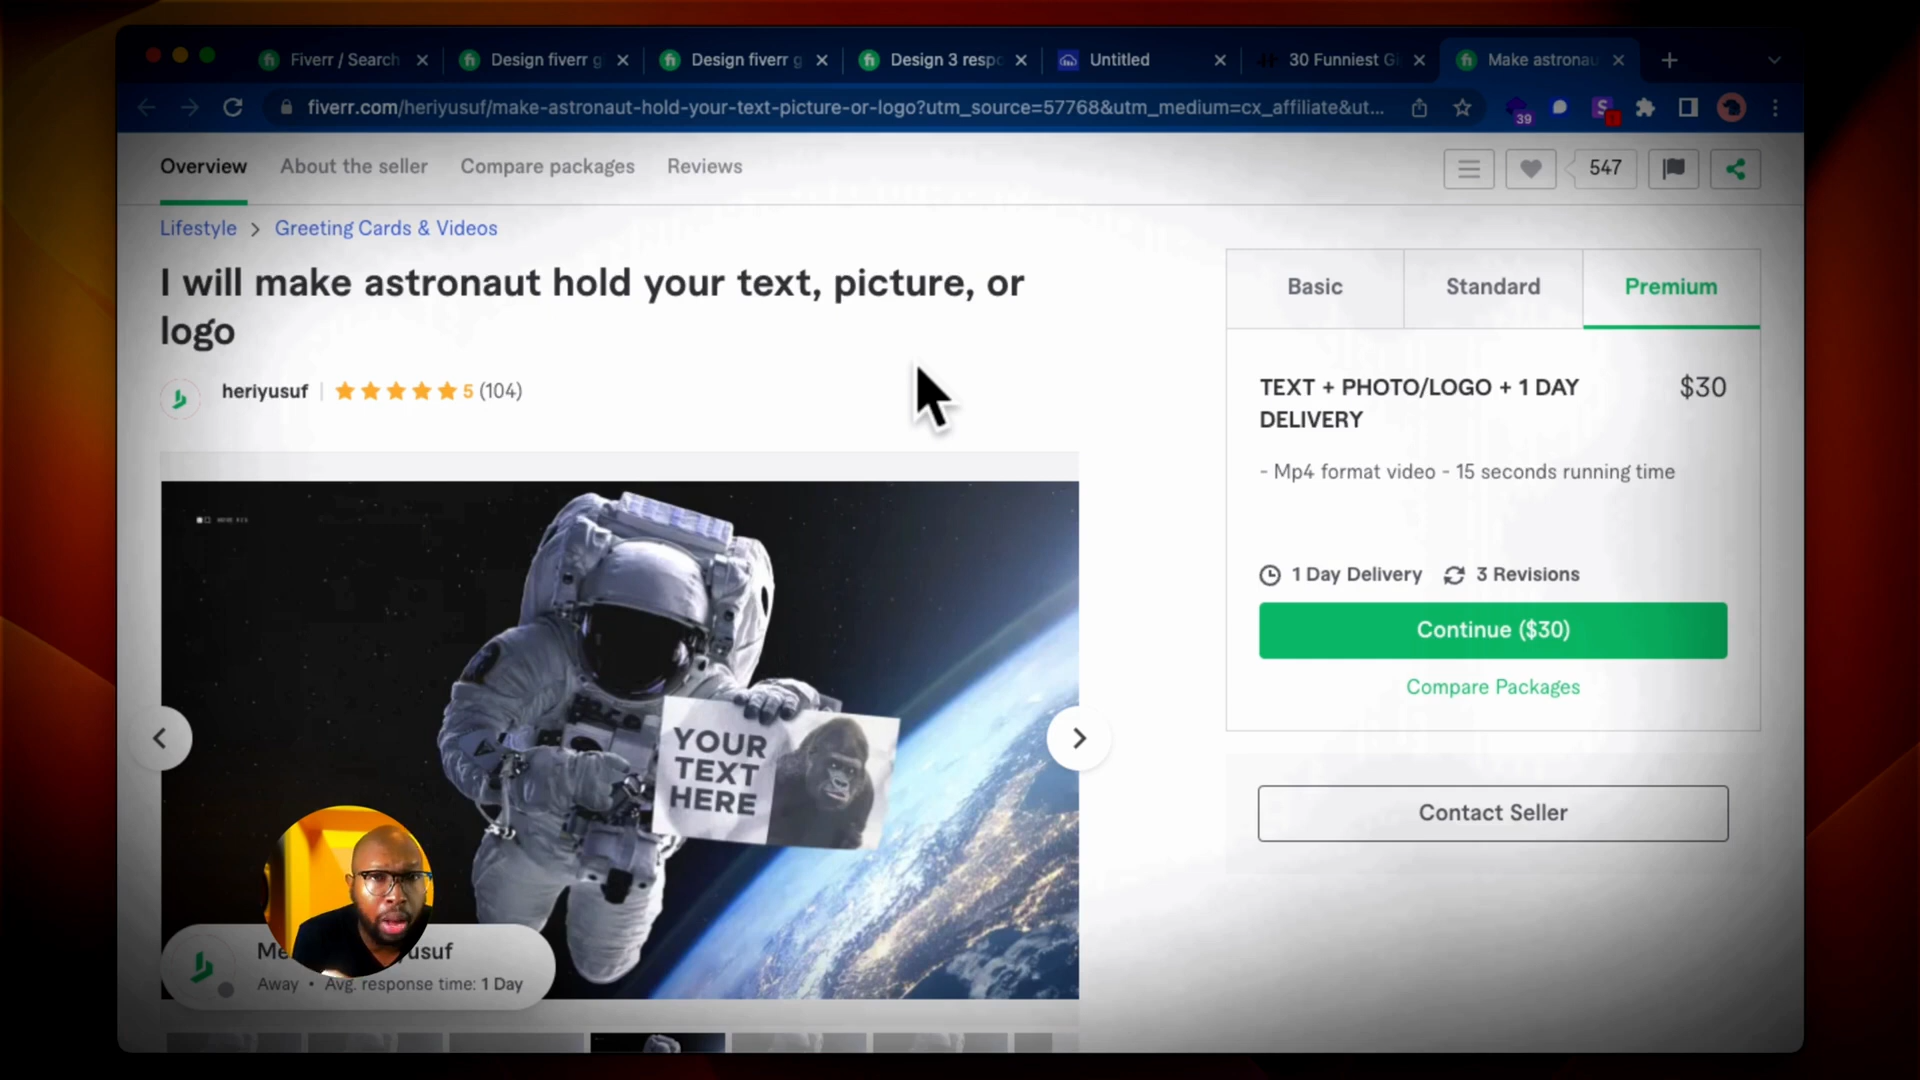 Fiverr / Search
Design fiverr g
Design fiverr g
Design 3 respo
Untitled
30 Funniest Gi
Make astronau
fiverr.com/heriyusuf/make-astronaut-hold-your-text-picture-or-logo?utm_source=57768&utm_medium=cx_affiliate&ut...
39
S
Overview
About the seller
Compare packages
Reviews
547
Lifestyle > Greeting Cards & Videos
I will make astronaut hold your text, picture, or
logo
heriyusuf | 5 (104)
Basic
Standard
Premium
TEXT + PHOTO/LOGO + 1 DAY
DELIVERY
$30
- Mp4 format video - 15 seconds running time
1 Day Delivery
3 Revisions
Continue ($30)
Compare Packages
Contact Seller
YOUR
TEXT
HERE
Me
usuf
Away • Avg. response time: 1 Day